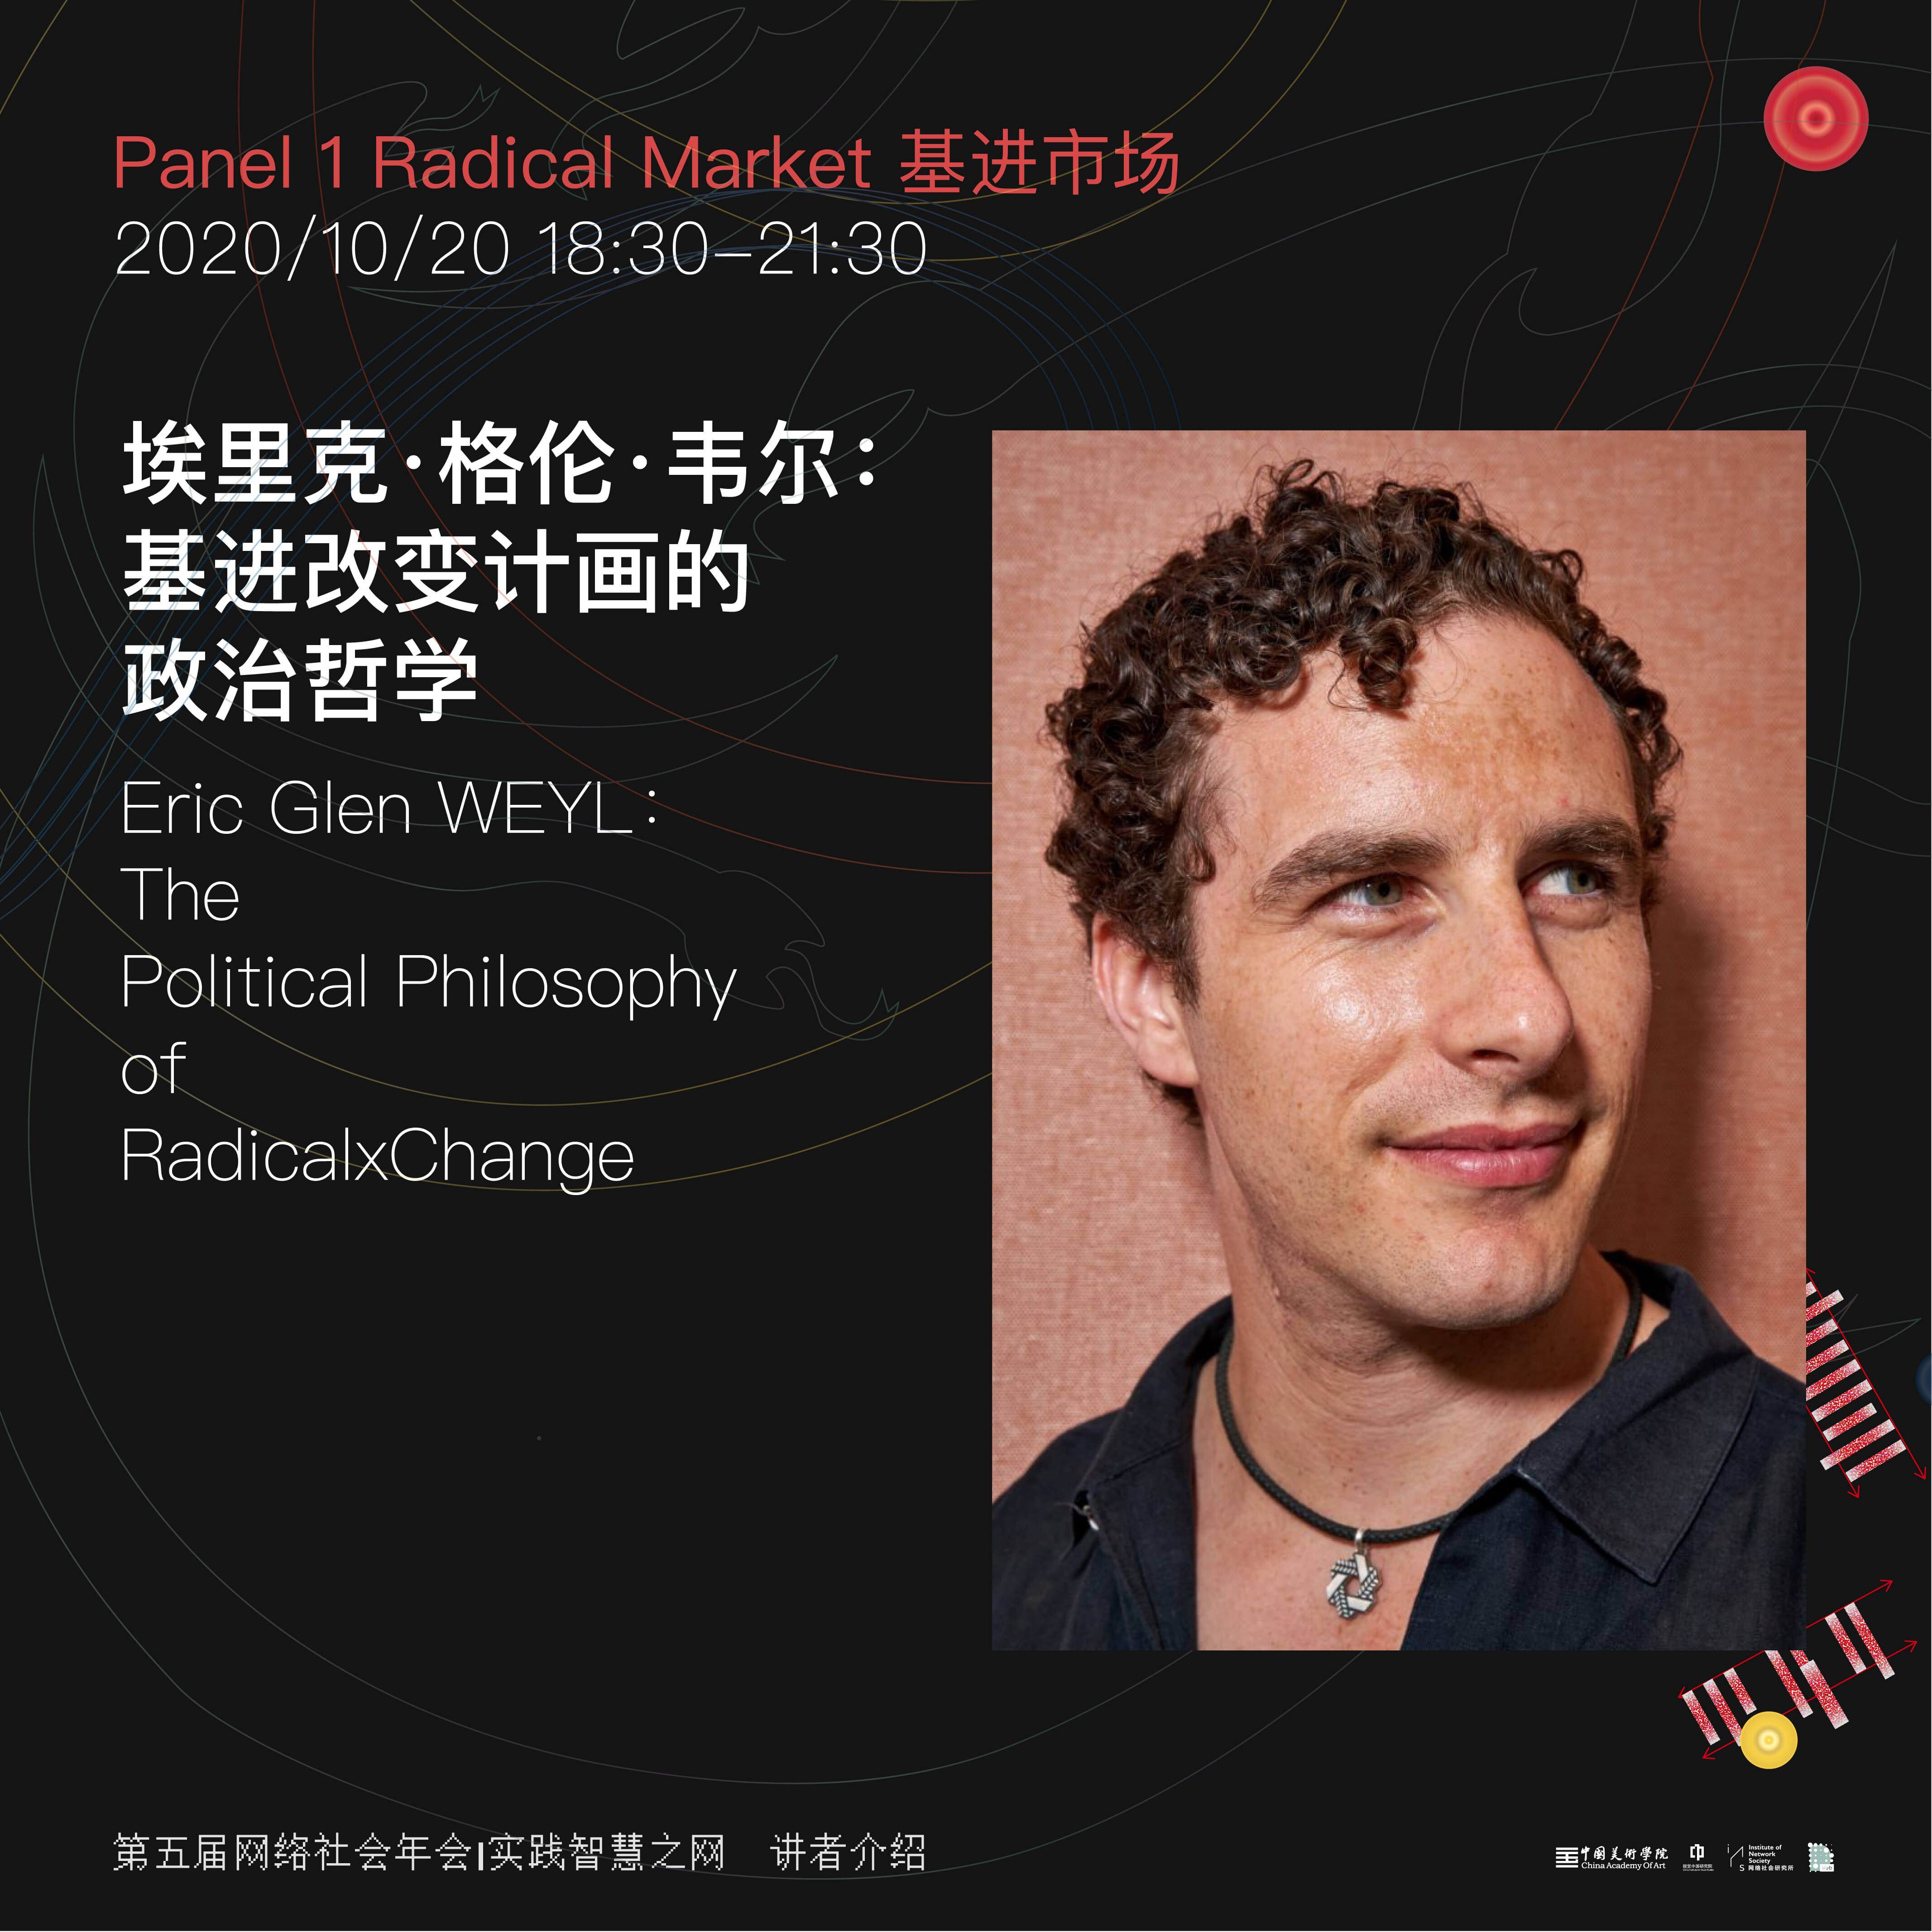 Panel 1 Radical Market 基进市场
2020/10/20 18:30–21:30
埃里克·格伦·韦尔：
基进改变计画的
政治哲学
Eric Glen WEYL：
The
Political Philosophy
of
RadicalxChange
第五届网络社会年会|实践智慧之网 讲者介绍
中国美術學院
China Academy Of Art
Institute of
Network
Society
网络社会研究所